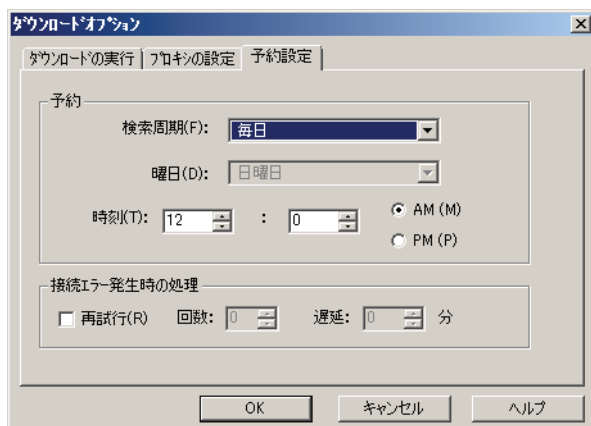 ﾀﾞｳﾝﾛｰﾄﾞｵﾌﾟｼｮﾝ
ﾀﾞｳﾝﾛｰﾄﾞの実行 ﾌﾟﾛｷｼの設定 予約設定
予約
検索周期(F): 毎日
曜日(D): 日曜日
時刻(T): 12 : 0 AM (M)
PM (P)
接続ｴﾗｰ発生時の処理
再試行(R) 回数: 0 遅延: 0 分
OK キャンセル ヘルプ